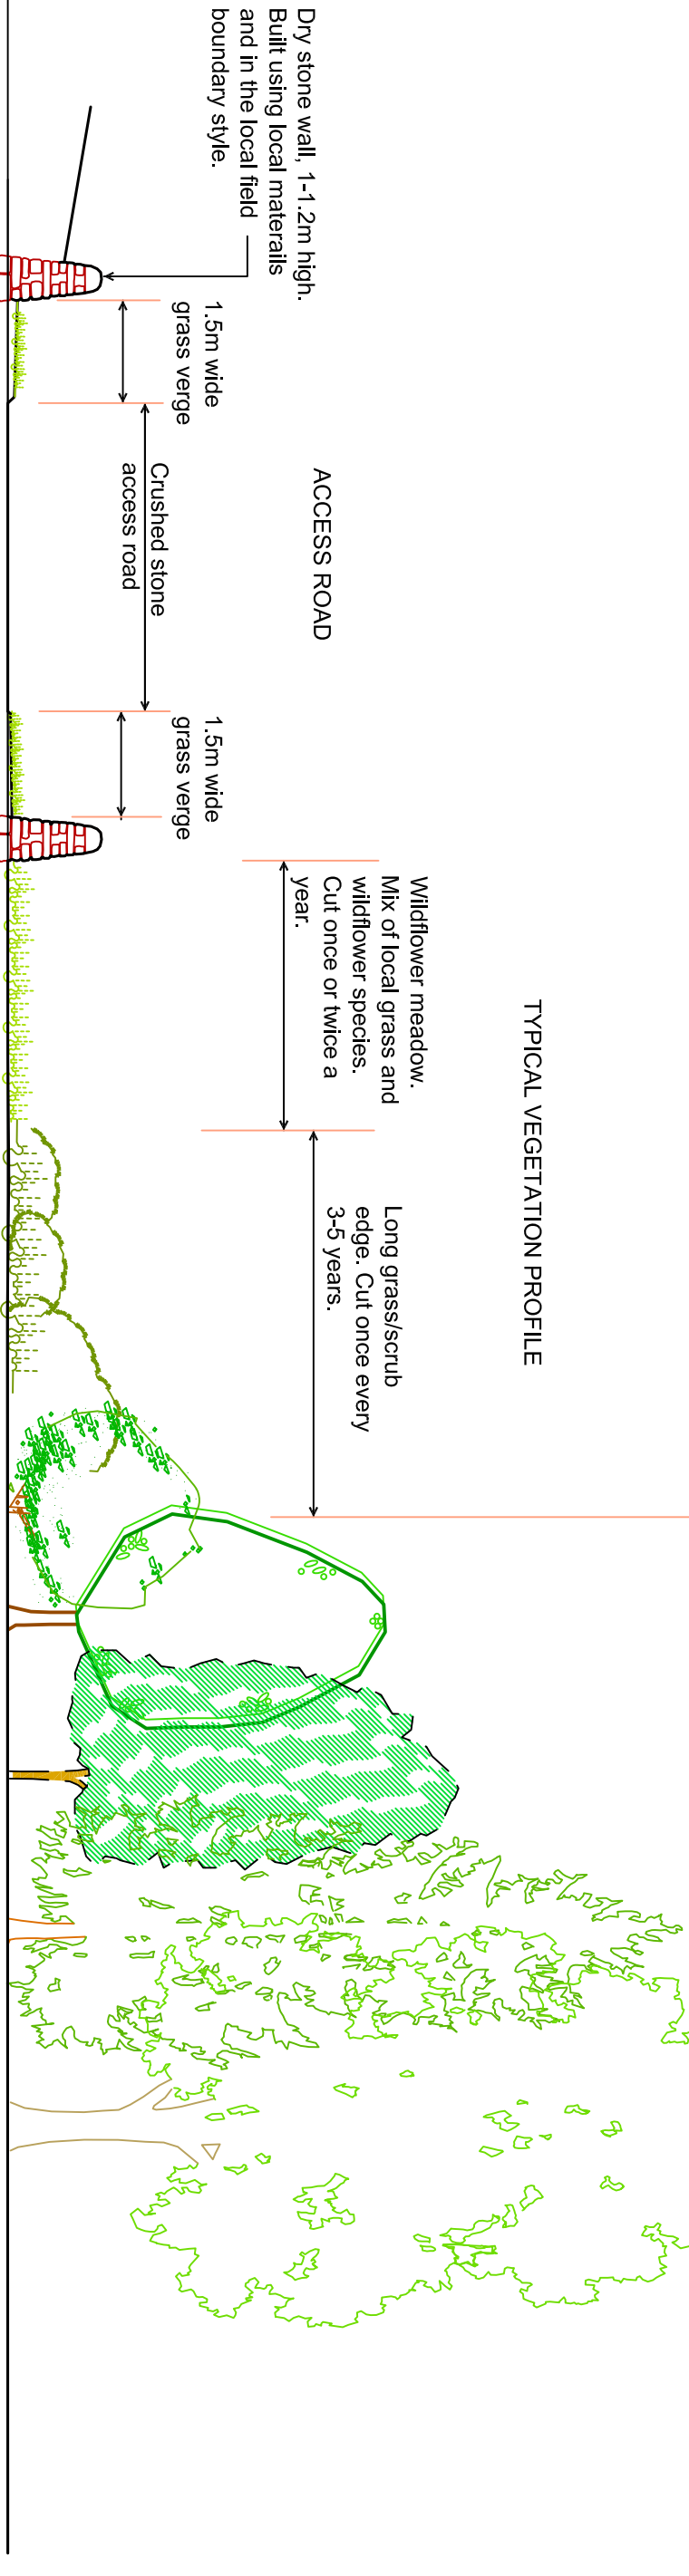 TYPICAL VEGETATION PROFILE
ACCESS ROAD
Dry stone wall, 1-1.2m high.
Built using local materails
and in the local field
boundary style.
1.5m wide
grass verge
Crushed stone
access road
1.5m wide
grass verge
Wildflower meadow.
Mix of local grass and
wildflower species.
Cut once or twice a
year.
Long grass/scrub
edge. Cut once every
3-5 years.